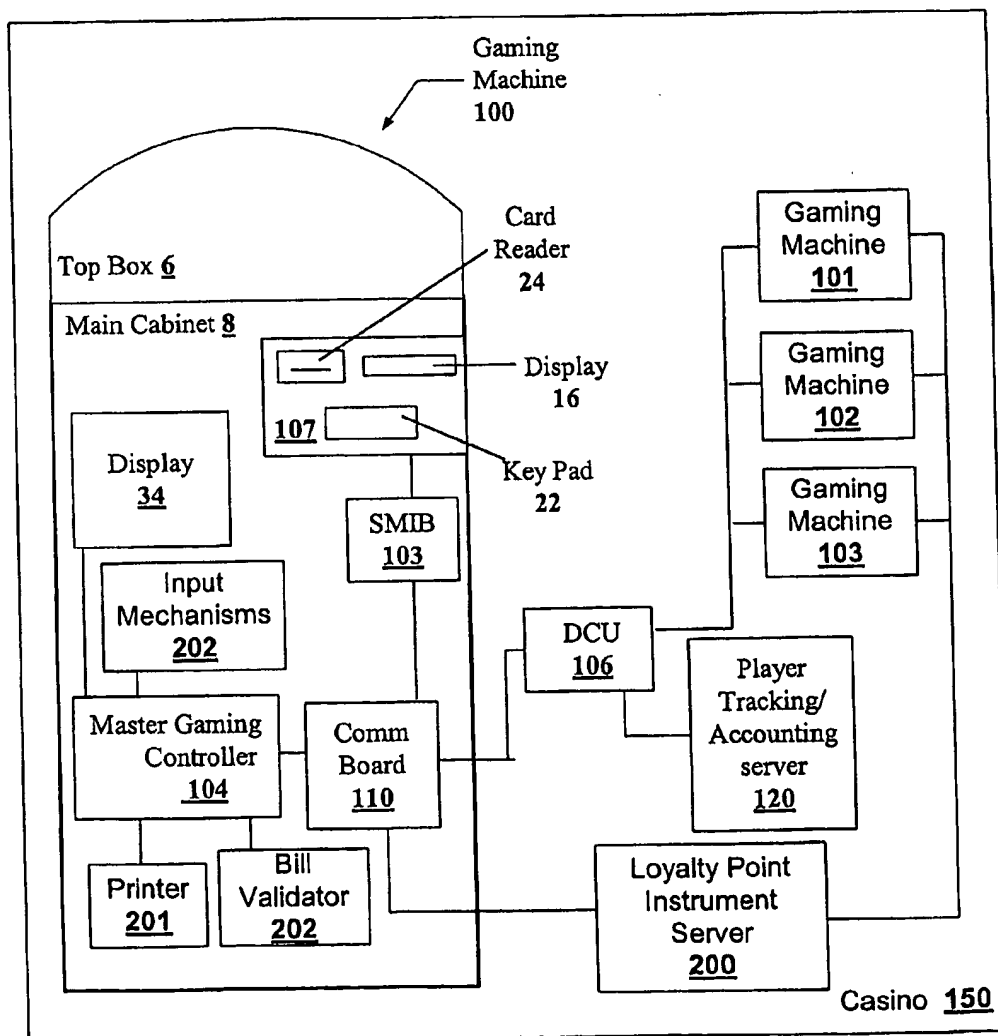 Gaming
Machine
100
Top Box 6
Card
Reader
24
Main Cabinet 8
Display
16
107
Key Pad
22
Display
34
SMIB
103
Input
Mechanisms
202
Master Gaming
Controller
104
Comm
Board
110
Printer
201
Bill
Validator
202
DCU
106
Gaming
Machine
101
Gaming
Machine
102
Gaming
Machine
103
Player
Tracking/
Accounting
server
120
Loyalty Point
Instrument
Server
200
Casino 150